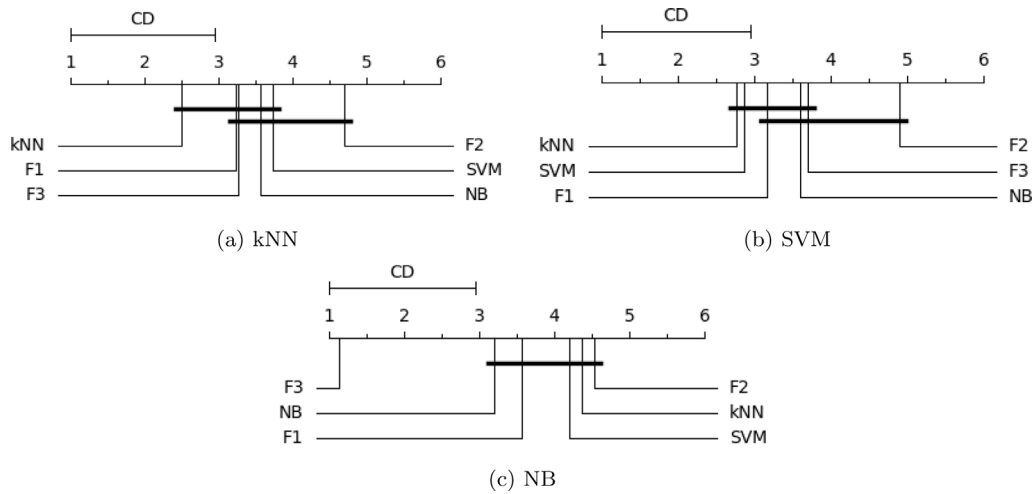 CD
1 2 3 4 5 6
kNN F2
F1 SVM
F3 NB
(a) kNN
CD
1 2 3 4 5 6
kNN F2
SVM F3
F1 NB
(b) SVM
CD
1 2 3 4 5 6
F3 F2
NB kNN
F1 SVM
(c) NB